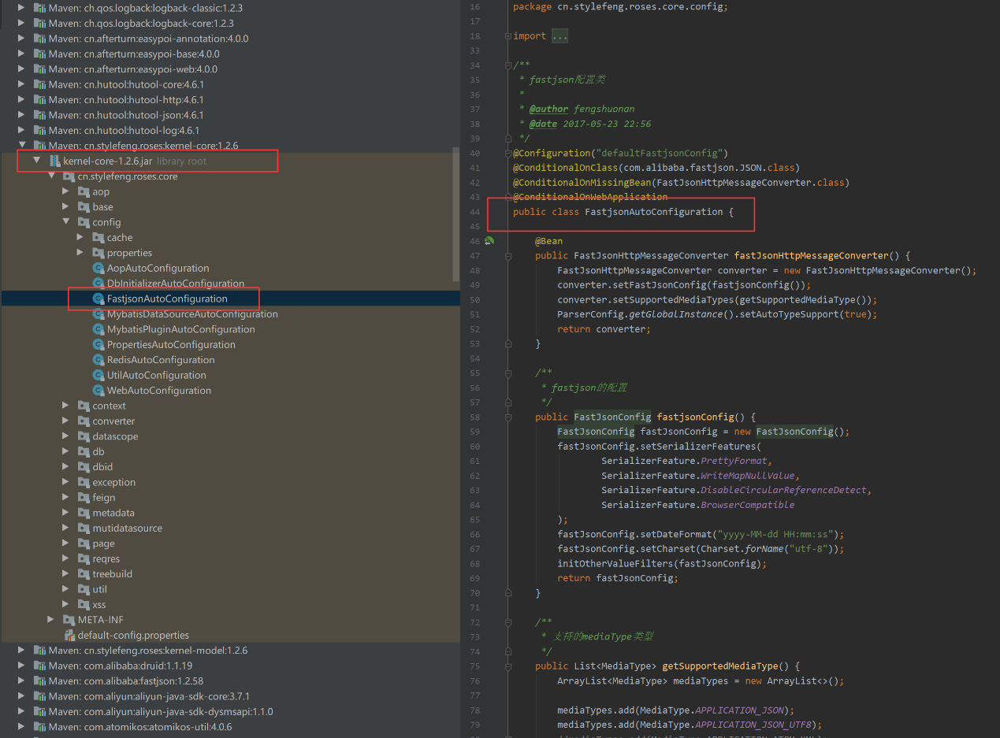 Maven: ch.qos.logback:logback-classic:1.2.3
Maven: ch.qos.logback:logback-core:1.2.3
Maven: cn.afterturn:easypoi-annotation:4.0.0
Maven: cn.afterturn:easypoi-base:4.0.0
Maven: cn.afterturn:easypoi-web:4.0.0
Maven: cn.hutool:hutool-core:4.6.1
Maven: cn.hutool:hutool-http:4.6.1
Maven: cn.hutool:hutool-json:4.6.1
Maven: cn.hutool:hutool-log:4.6.1
Maven: cn.stylefeng.roses:kernel-core:1.2.6
kernel-core-1.2.6.jar library root
cn.stylefeng.roses.core
aop
base
config
cache
properties
AopAutoConfiguration
DbInitializerAutoConfiguration
FastjsonAutoConfiguration
MybatisDataSourceAutoConfiguration
MybatisPluginAutoConfiguration
PropertiesAutoConfiguration
RedisAutoConfiguration
UtilAutoConfiguration
WebAutoConfiguration
context
converter
datascope
db
dbid
exception
feign
metadata
mutidatasource
page
reqres
treebuild
util
xss
META-INF
default-config.properties
Maven: cn.stylefeng.roses:kernel-model:1.2.6
Maven: com.alibaba:druid:1.1.19
Maven: com.alibaba:fastjson:1.2.58
Maven: com.aliyun:aliyun-java-sdk-core:3.7.1
Maven: com.aliyun:aliyun-java-sdk-dysmsapi:1.1.0
Maven: com.atomikos:atomikos-util:4.0.6
16 package cn.stylefeng.roses.core.config;
17
18 import ...
33
34 /**
35 * fastjson配置类
36 *
37 * @author fengshuonan
38 * @date 2017-05-23 22:56
39 */
40 @Configuration("defaultFastjsonConfig")
41 @ConditionalOnClass(com.alibaba.fastjson.JSON.class)
42 @ConditionalOnMissingBean(FastJsonHttpMessageConverter.class)
43 @ConditionalOnWebApplication
44 public class FastjsonAutoConfiguration {
45
46 @Bean
47 public FastJsonHttpMessageConverter fastJsonHttpMessageConverter() {
48 FastJsonHttpMessageConverter converter = new FastJsonHttpMessageConverter();
49 converter.setFastJsonConfig(fastjsonConfig());
50 converter.setSupportedMediaTypes(getSupportedMediaType());
51 ParserConfig.getGlobalInstance().setAutoTypeSupport(true);
52 return converter;
53 }
54
55 /**
56 * fastjson的配置
57 */
58 public FastJsonConfig fastjsonConfig() {
59 FastJsonConfig fastJsonConfig = new FastJsonConfig();
60 fastJsonConfig.setSerializerFeatures(
61 SerializerFeature.PrettyFormat,
62 SerializerFeature.WriteMapNullValue,
63 SerializerFeature.DisableCircularReferenceDetect,
64 SerializerFeature.BrowserCompatible
65 );
66 fastJsonConfig.setDateFormat("yyyy-MM-dd HH:mm:ss");
67 fastJsonConfig.setCharset(Charset.forName("utf-8"));
68 initOtherValueFilters(fastJsonConfig);
69 return fastJsonConfig;
70 }
71
72 /**
73 * 支持的mediaType类型
74 */
75 public List<MediaType> getSupportedMediaType() {
76 ArrayList<MediaType> mediaTypes = new ArrayList<>();
77
78 mediaTypes.add(MediaType.APPLICATION_JSON);
79 mediaTypes.add(MediaType.APPLICATION_JSON_UTF8);